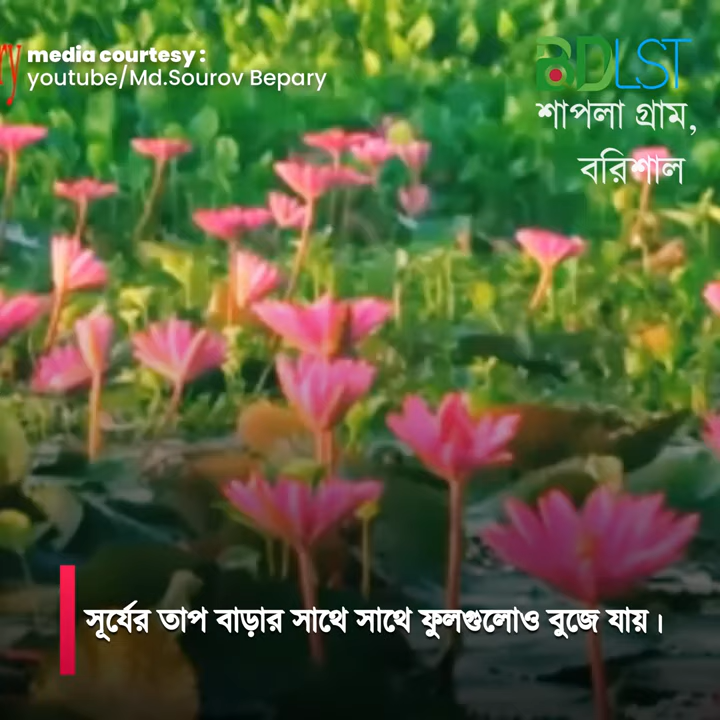 media courtesy :
youtube/Md.Sourov Bepary
BDLST
শাপলা গ্রাম,
বরিশাল
সূর্যের তাপ বাড়ার সাথে সাথে ফুলগুলোও বুজে যায়।